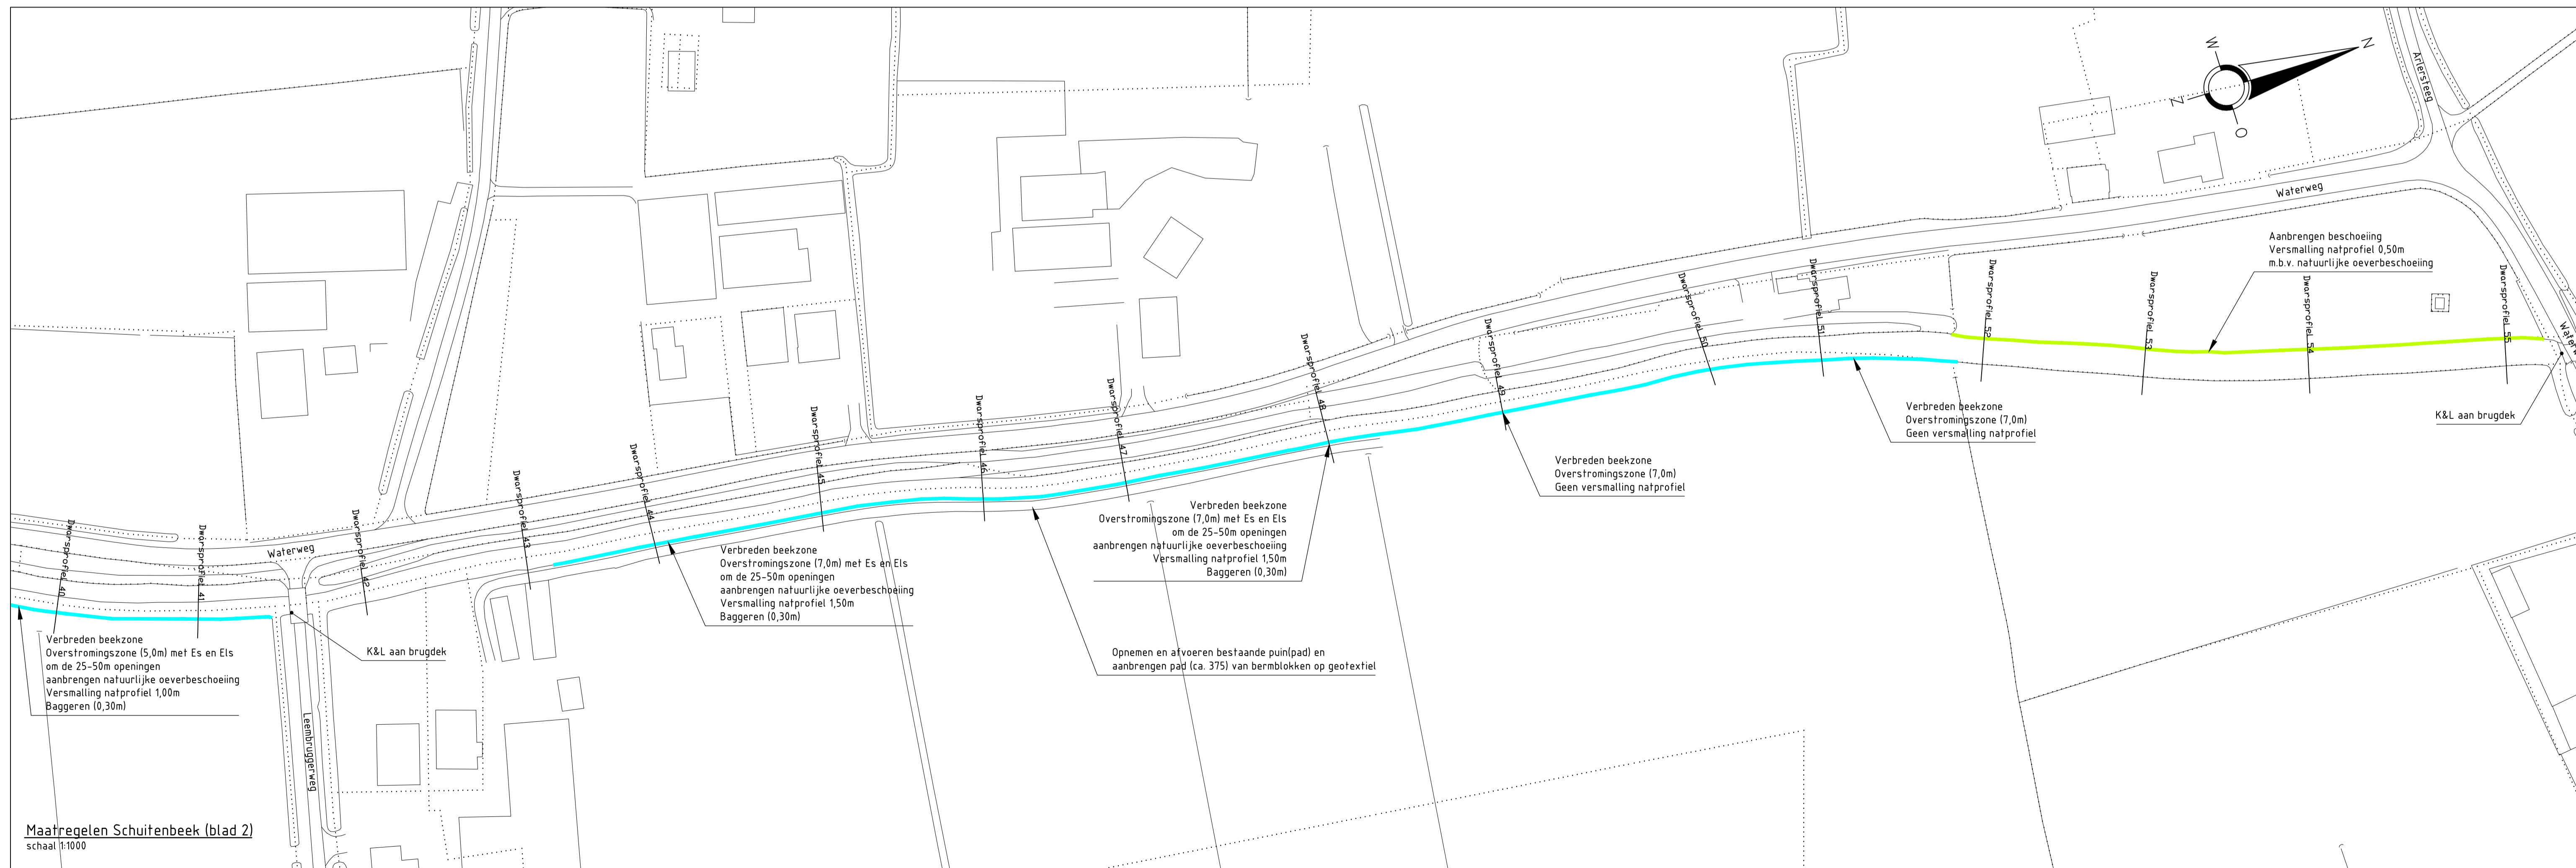 Arlersteeg
W
N
Z
O
Waterweg
Aanbrengen beschoeiing
Versmalling natprofiel 0,50m
m.b.v. natuurlijke oeverbeschoeiing
Dwarsprofiel 40
Dwarsprofiel 41
Dwarsprofiel 42
Dwarsprofiel 43
Dwarsprofiel 44
Dwarsprofiel 45
Dwarsprofiel 46
Dwarsprofiel 47
Dwarsprofiel 48
Dwarsprofiel 49
Dwarsprofiel 50
Dwarsprofiel 51
Dwarsprofiel 52
Dwarsprofiel 53
Dwarsprofiel 54
Dwarsprofiel 55
K&L aan brugdek
Verbreden beekzone
Overstromingszone (7,0m)
Geen versmalling natprofiel
Verbreden beekzone
Overstromingszone (7,0m)
Geen versmalling natprofiel
Verbreden beekzone
Overstromingszone (7,0m) met Es en Els
om de 25-50m openingen
aanbrengen natuurlijke oeverbeschoeiing
Versmalling natprofiel 1,50m
Baggeren (0,30m)
Waterweg
Verbreden beekzone
Overstromingszone (7,0m) met Es en Els
om de 25-50m openingen
aanbrengen natuurlijke oeverbeschoeiing
Versmalling natprofiel 1,50m
Baggeren (0,30m)
Opnemen en afvoeren bestaande puin(pad) en
aanbrengen pad (ca. 375) van bermblokken op geotextiel
K&L aan brugdek
Verbreden beekzone
Overstromingszone (5,0m) met Es en Els
om de 25-50m openingen
aanbrengen natuurlijke oeverbeschoeiing
Versmalling natprofiel 1,00m
Baggeren (0,30m)
Leembruggerweg
Maatregelen Schuitenbeek (blad 2)
schaal 1:1000